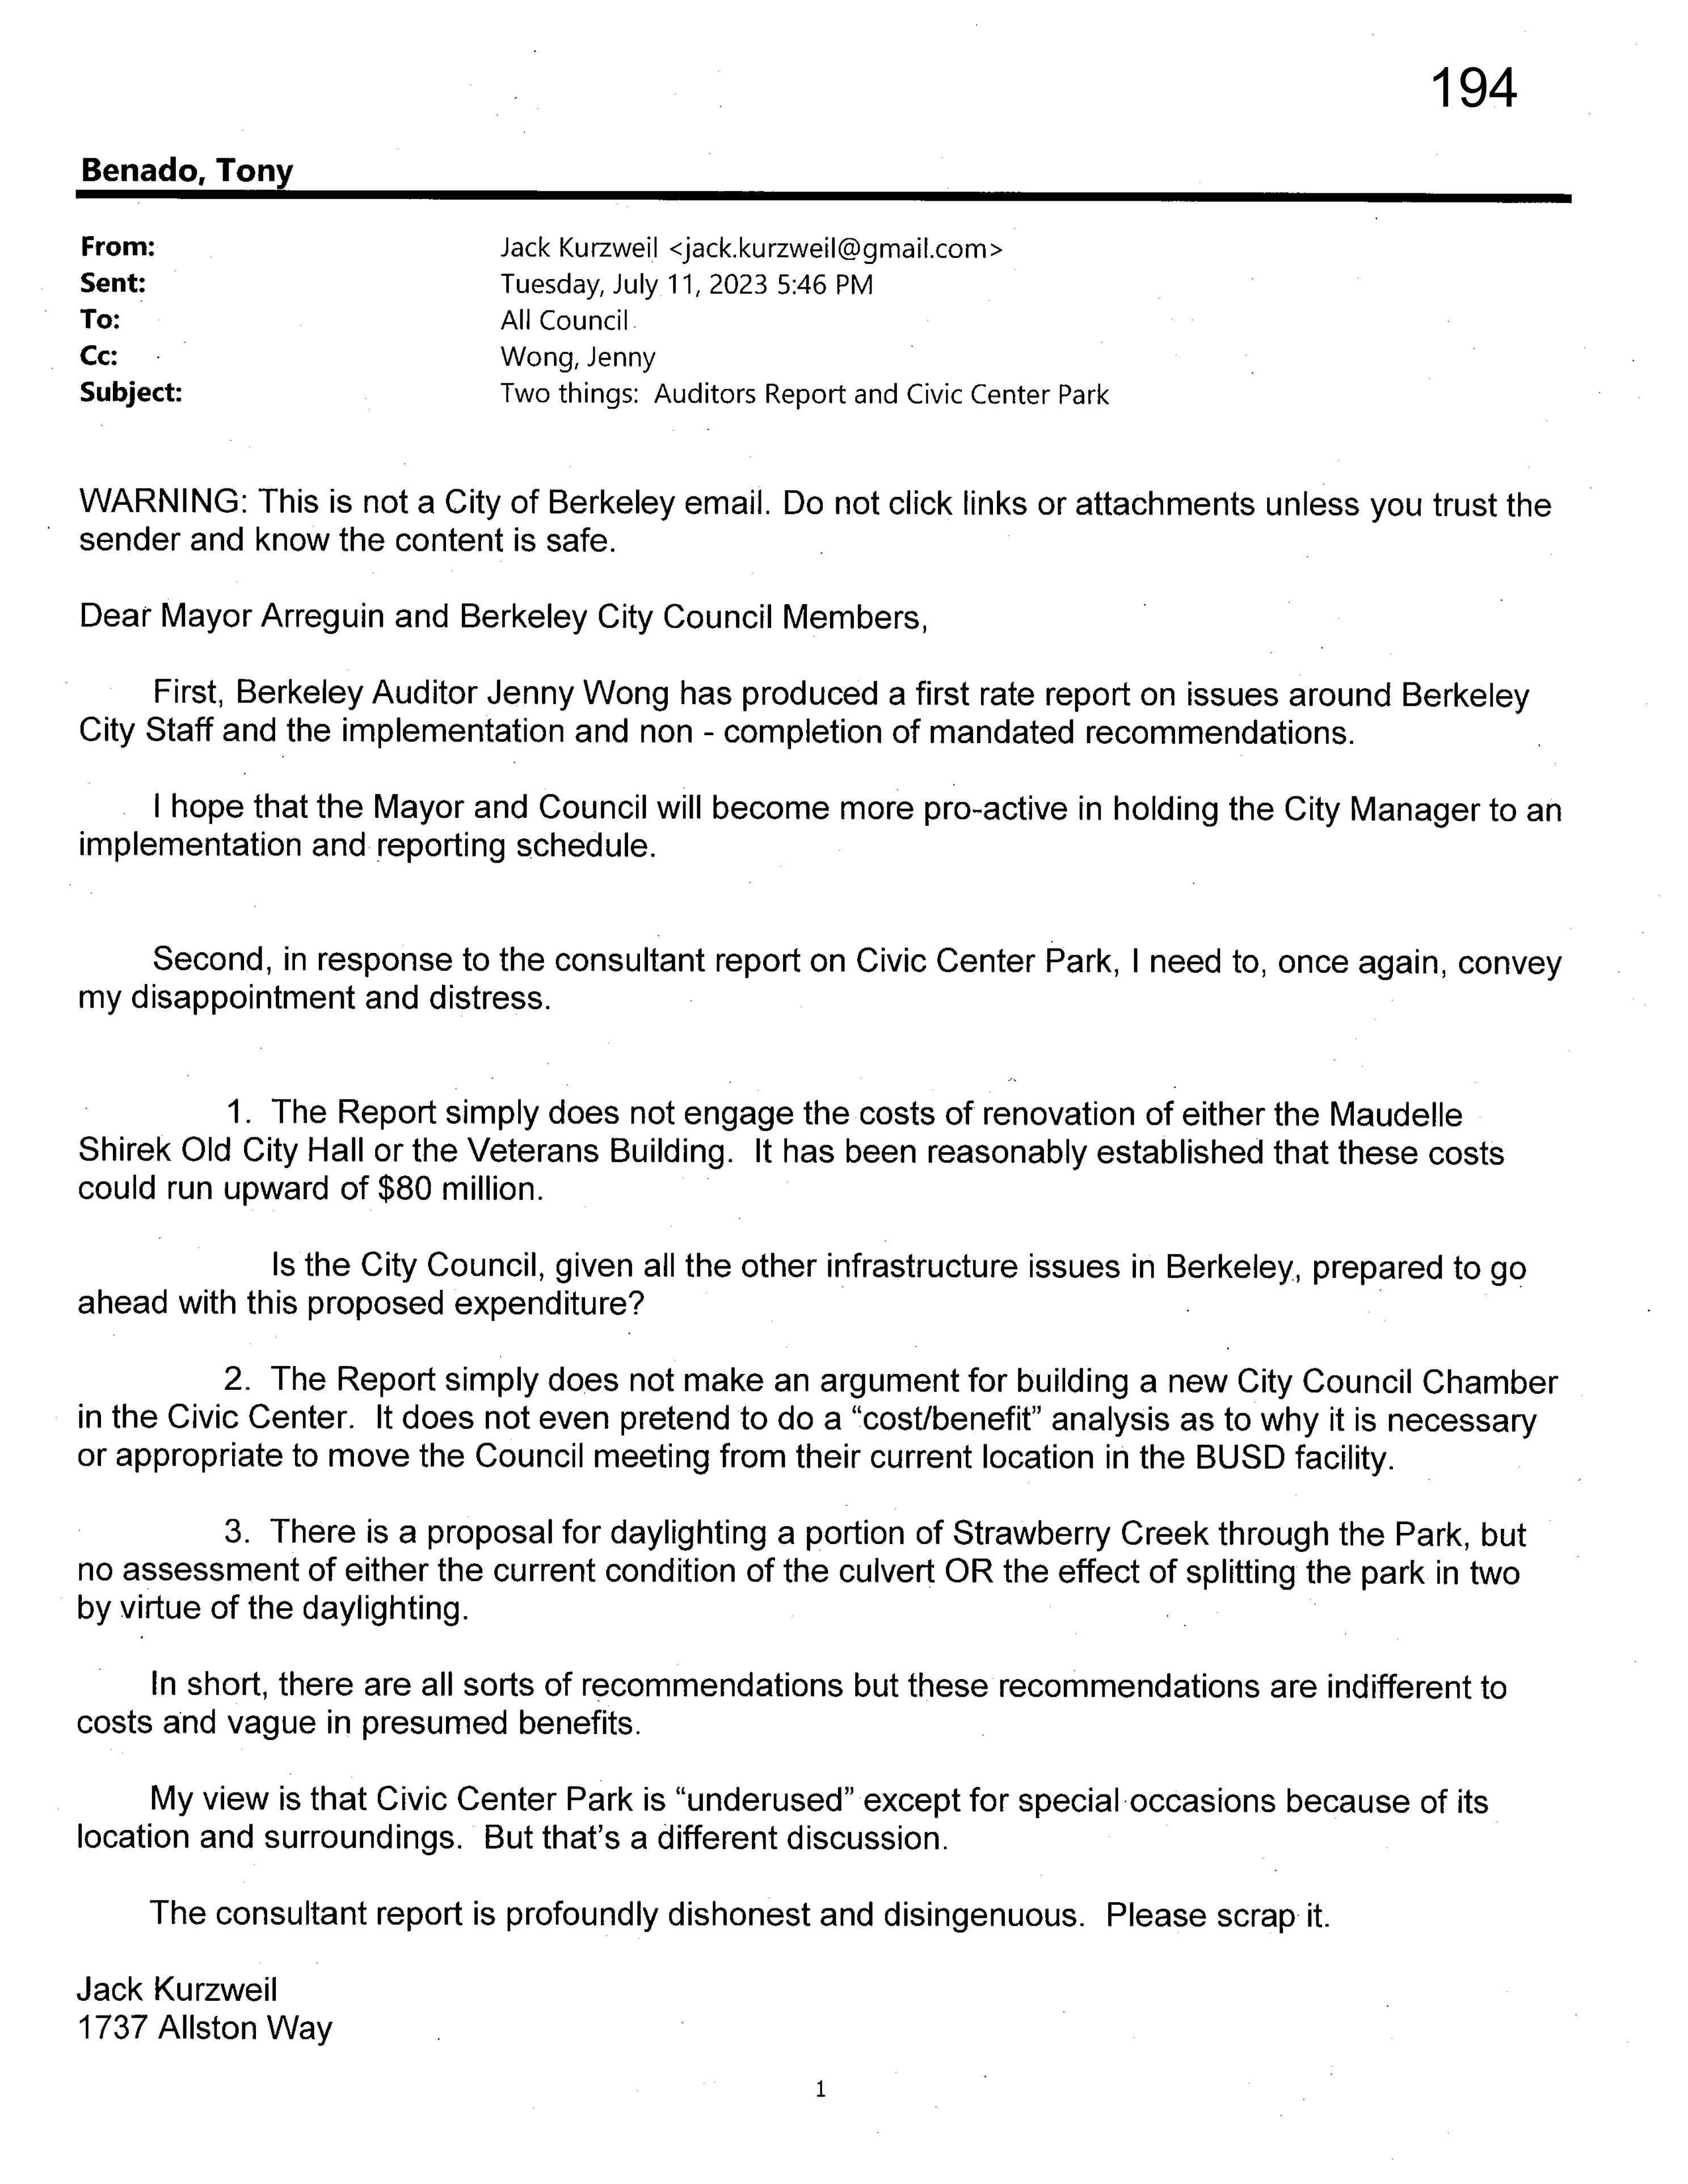 194
Benado, Tony
From: Jack Kurzweil <jack.kurzweil@gmail.com>
Sent: Tuesday, July 11, 2023 5:46 PM
To: All Council
Cc: Wong, Jenny
Subject: Two things:  Auditors Report and Civic Center Park
WARNING: This is not a City of Berkeley email. Do not click links or attachments unless you trust the
sender and know the content is safe.
Dear Mayor Arreguin and Berkeley City Council Members,
First, Berkeley Auditor Jenny Wong has produced a first rate report on issues around Berkeley
City Staff and the implementation and non - completion of mandated recommendations.
I hope that the Mayor and Council will become more pro-active in holding the City Manager to an
implementation and reporting schedule.
Second, in response to the consultant report on Civic Center Park, I need to, once again, convey
my disappointment and distress.
1.  The Report simply does not engage the costs of renovation of either the Maudelle
Shirek Old City Hall or the Veterans Building.  It has been reasonably established that these costs
could run upward of $80 million.
Is the City Council, given all the other infrastructure issues in Berkeley, prepared to go
ahead with this proposed expenditure?
2.  The Report simply does not make an argument for building a new City Council Chamber
in the Civic Center.  It does not even pretend to do a “cost/benefit” analysis as to why it is necessary
or appropriate to move the Council meeting from their current location in the BUSD facility.
3.  There is a proposal for daylighting a portion of Strawberry Creek through the Park, but
no assessment of either the current condition of the culvert OR the effect of splitting the park in two
by virtue of the daylighting.
In short, there are all sorts of recommendations but these recommendations are indifferent to
costs and vague in presumed benefits.
My view is that Civic Center Park is “underused” except for special occasions because of its
location and surroundings.  But that’s a different discussion.
The consultant report is profoundly dishonest and disingenuous.  Please scrap it.
Jack Kurzweil
1737 Allston Way
1